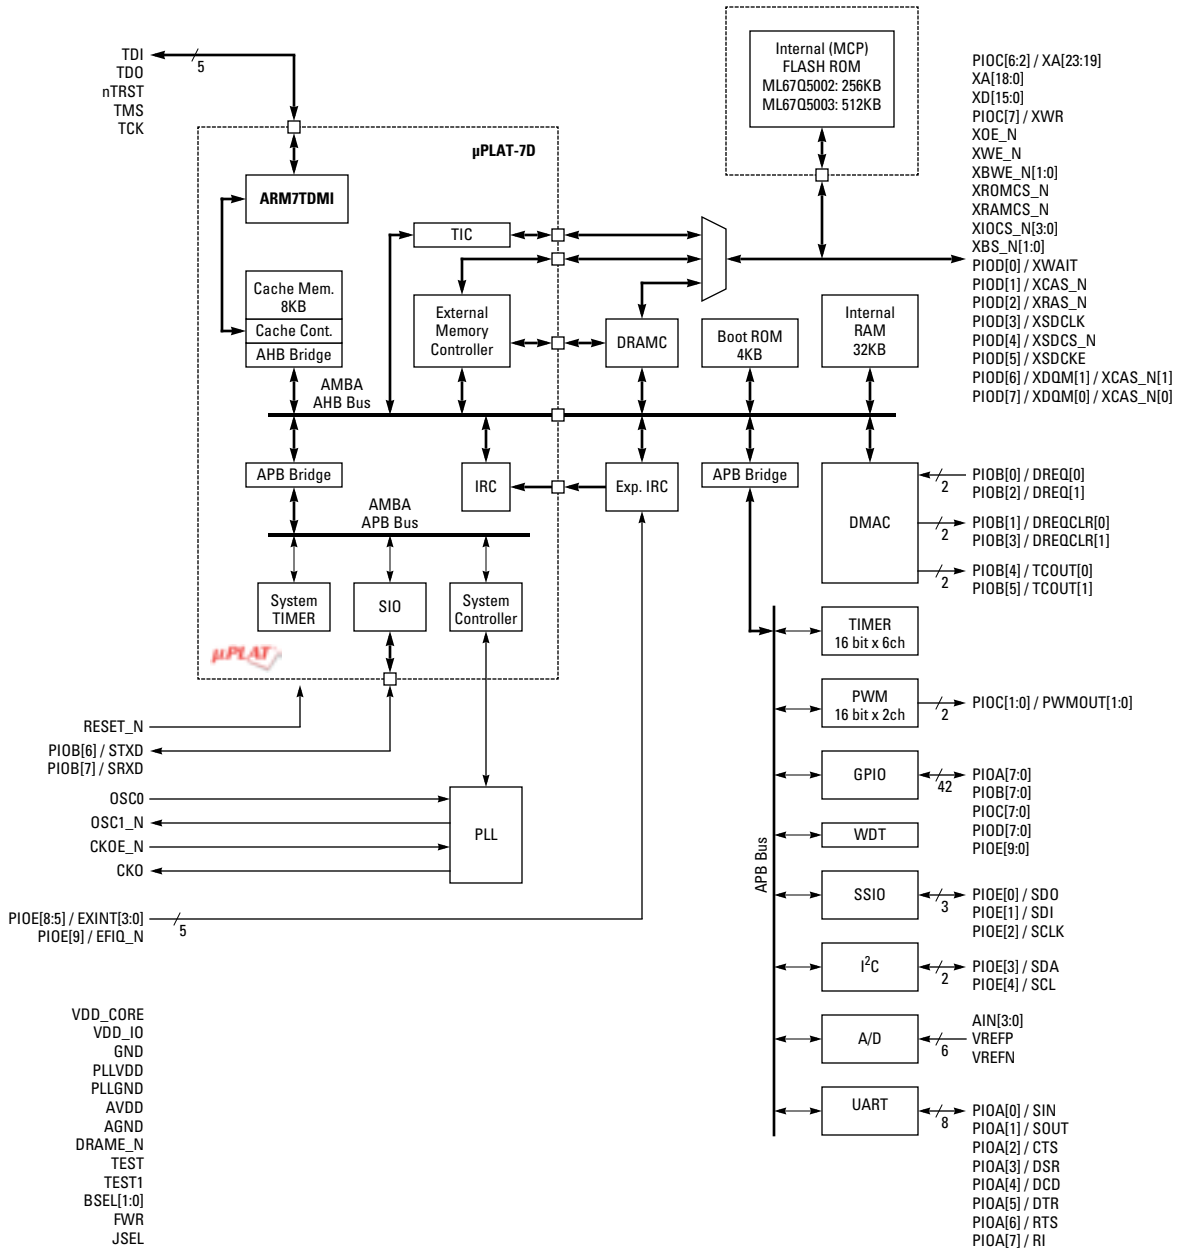 TDI
TDO
nTRST
TMS
TCK
5
µPLAT-7D
ARM7TDMI
TIC
Cache Mem.
8KB
Cache Cont.
AHB Bridge
External
Memory
Controller
DRAMC
Boot ROM
4KB
Internal
RAM
32KB
Internal (MCP)
FLASH ROM
ML67Q5002: 256KB
ML67Q5003: 512KB
PIOC[6:2] / XA[23:19]
XA[18:0]
XD[15:0]
PIOC[7] / XWR
XOE_N
XWE_N
XBWE_N[1:0]
XROMCS_N
XRAMCS_N
XIOCS_N[3:0]
XBS_N[1:0]
PIOD[0] / XWAIT
PIOD[1] / XCAS_N
PIOD[2] / XRAS_N
PIOD[3] / XSDCLK
PIOD[4] / XSDCS_N
PIOD[5] / XSDCKE
PIOD[6] / XDQM[1] / XCAS_N[1]
PIOD[7] / XDQM[0] / XCAS_N[0]
AMBA
AHB Bus
APB Bridge
IRC
Exp. IRC
APB Bridge
DMAC
2
PIOB[0] / DREQ[0]
PIOB[2] / DREQ[1]
2
PIOB[1] / DREQCLR[0]
PIOB[3] / DREQCLR[1]
2
PIOB[4] / TCOUT[0]
PIOB[5] / TCOUT[1]
AMBA
APB Bus
System
TIMER
SIO
System
Controller
µPLAT
TIMER
16 bit x 6ch
PWM
16 bit x 2ch
2
PIOC[1:0] / PWMOUT[1:0]
GPIO
42
PIOA[7:0]
PIOB[7:0]
PIOC[7:0]
PIOD[7:0]
PIOE[9:0]
WDT
APB Bus
SSIO
3
PIOE[0] / SDO
PIOE[1] / SDI
PIOE[2] / SCLK
I²C
2
PIOE[3] / SDA
PIOE[4] / SCL
A/D
6
AIN[3:0]
VREFP
VREFN
UART
8
PIOA[0] / SIN
PIOA[1] / SOUT
PIOA[2] / CTS
PIOA[3] / DSR
PIOA[4] / DCD
PIOA[5] / DTR
PIOA[6] / RTS
PIOA[7] / RI
RESET_N
PIOB[6] / STXD
PIOB[7] / SRXD
OSC0
OSC1_N
CKOE_N
CKO
PLL
PIOE[8:5] / EXINT[3:0]
PIOE[9] / EFIQ_N
5
VDD_CORE
VDD_IO
GND
PLLVDD
PLLGND
AVDD
AGND
DRAME_N
TEST
TEST1
BSEL[1:0]
FWR
JSEL